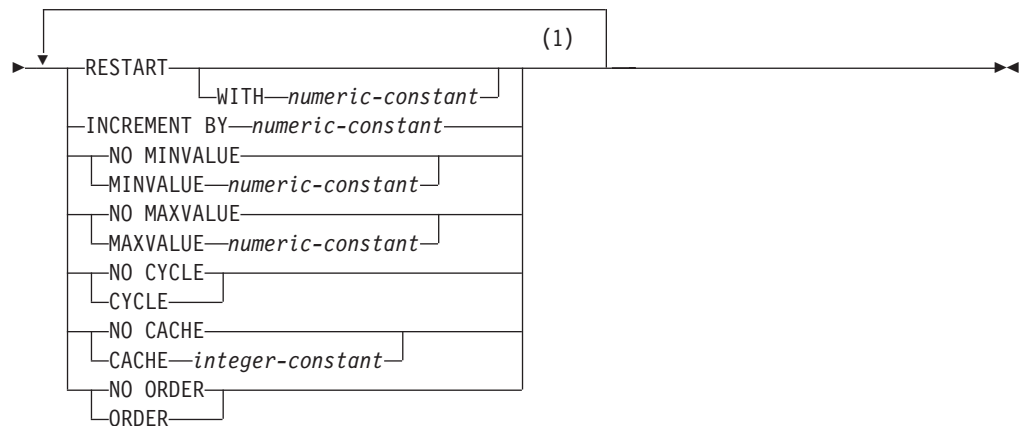 (1)
RESTART
WITH numeric-constant
INCREMENT BY numeric-constant
NO MINVALUE
MINVALUE numeric-constant
NO MAXVALUE
MAXVALUE numeric-constant
NO CYCLE
CYCLE
NO CACHE
CACHE integer-constant
NO ORDER
ORDER